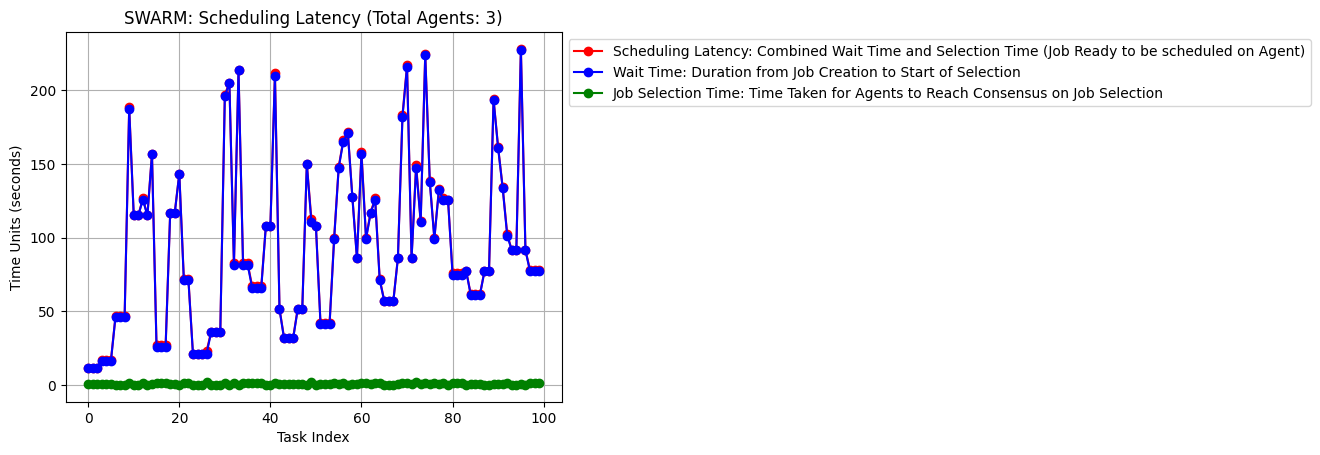 SWARM: Scheduling Latency (Total Agents: 3)
Scheduling Latency: Combined Wait Time and Selection Time (Job Ready to be scheduled on Agent)
Wait Time: Duration from Job Creation to Start of Selection
Job Selection Time: Time Taken for Agents to Reach Consensus on Job Selection
Time Units (seconds)
200
150
100
50
0
0 20 40 60 80 100
Task Index